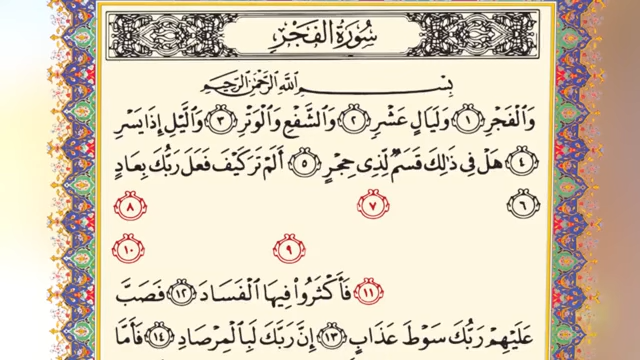 سُورَةُ الْفَجْرِ
بِسْمِ اللَّهِ الرَّحْمَٰنِ الرَّحِيمِ
وَالْفَجْرِ ١ وَلَيَالٍ عَشْرٍ ٢ وَالشَّفْعِ وَالْوَتْرِ ٣ وَاللَّيْلِ إِذَا يَسْرِ
٤ هَلْ فِي ذَٰلِكَ قَسَمٌ لِّذِي حِجْرٍ ٥ أَلَمْ تَرَ كَيْفَ فَعَلَ رَبُّكَ بِعَادٍ
٦ ٧ ٨
٩ ١٠
١١ فَأَكْثَرُوا فِيهَا الْفَسَادَ ١٢ فَصَبَّ
عَلَيْهِمْ رَبُّكَ سَوْطَ عَذَابٍ ١٣ إِنَّ رَبَّكَ لَبِالْمِرْصَادِ ١٤ فَأَمَّا